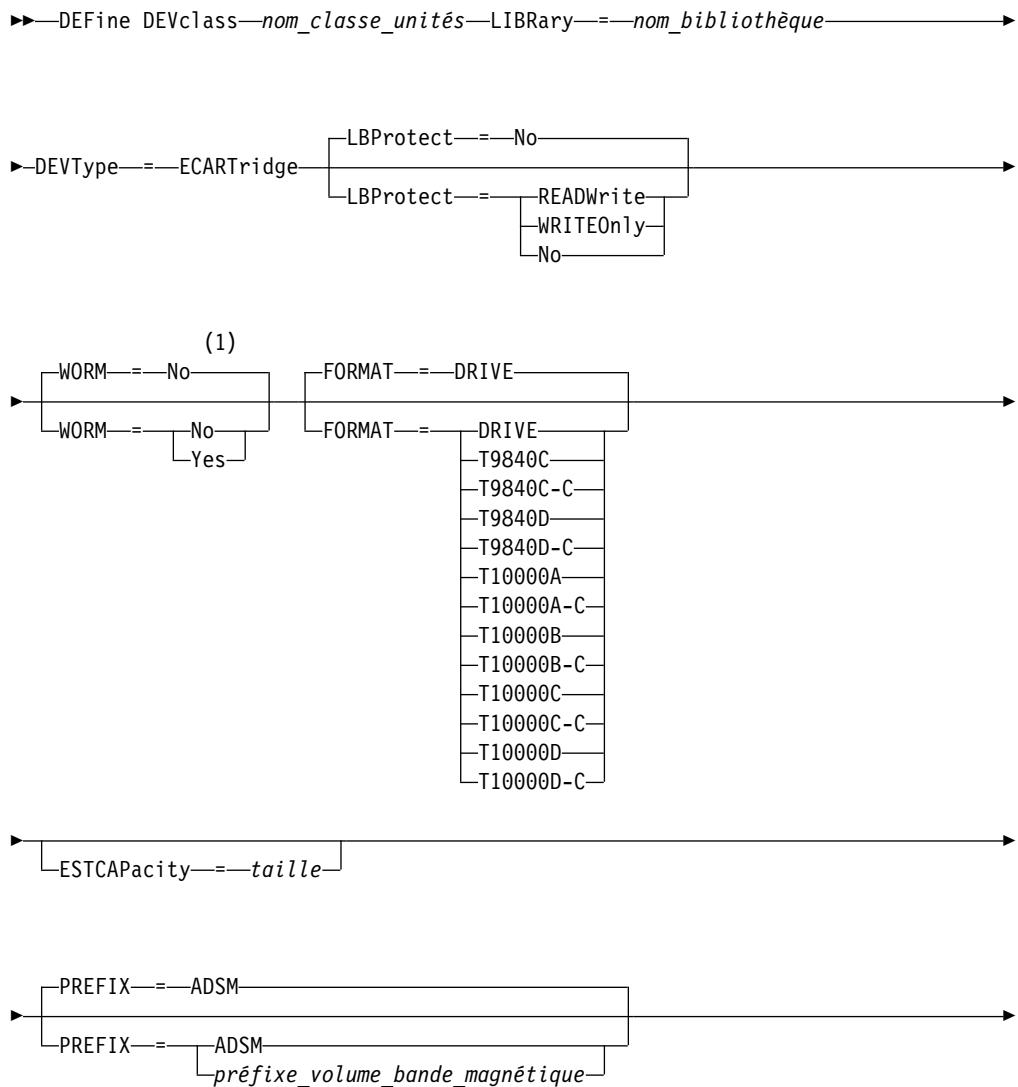 DEFine DEVclass nom_classe_unités LIBRary = nom_bibliothèque
LBProtect = No
DEVType = ECARTridge
LBProtect = READWrite
WRITEOnly
No
(1)
WORM = No FORMAT = DRIVE
WORM = No FORMAT = DRIVE
Yes T9840C
T9840C-C
T9840D
T9840D-C
T10000A
T10000A-C
T10000B
T10000B-C
T10000C
T10000C-C
T10000D
T10000D-C
ESTCAPacity = taille
PREFIX = ADSM
PREFIX = ADSM
préfixe_volume_bande_magnétique